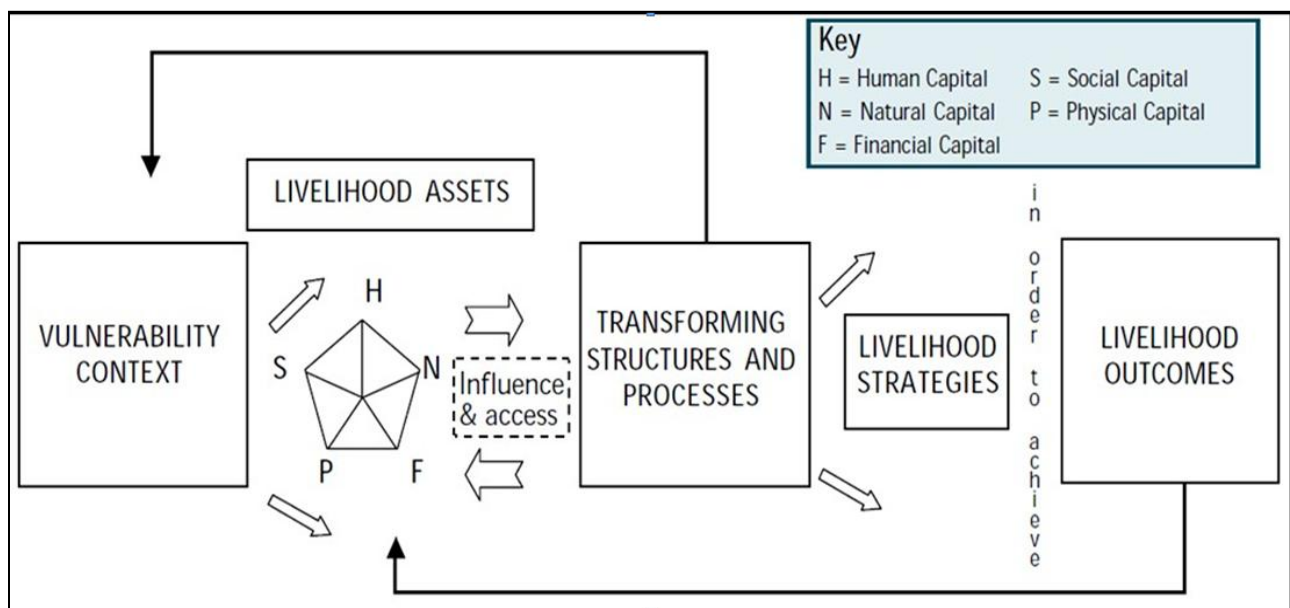 Key
H = Human Capital S = Social Capital
N = Natural Capital P = Physical Capital
F = Financial Capital
LIVELIHOOD ASSETS
VULNERABILITY
CONTEXT
H
S
N
P
F
Influence
& access
TRANSFORMING
STRUCTURES AND
PROCESSES
LIVELIHOOD
STRATEGIES
in order to achieve
LIVELIHOOD
OUTCOMES